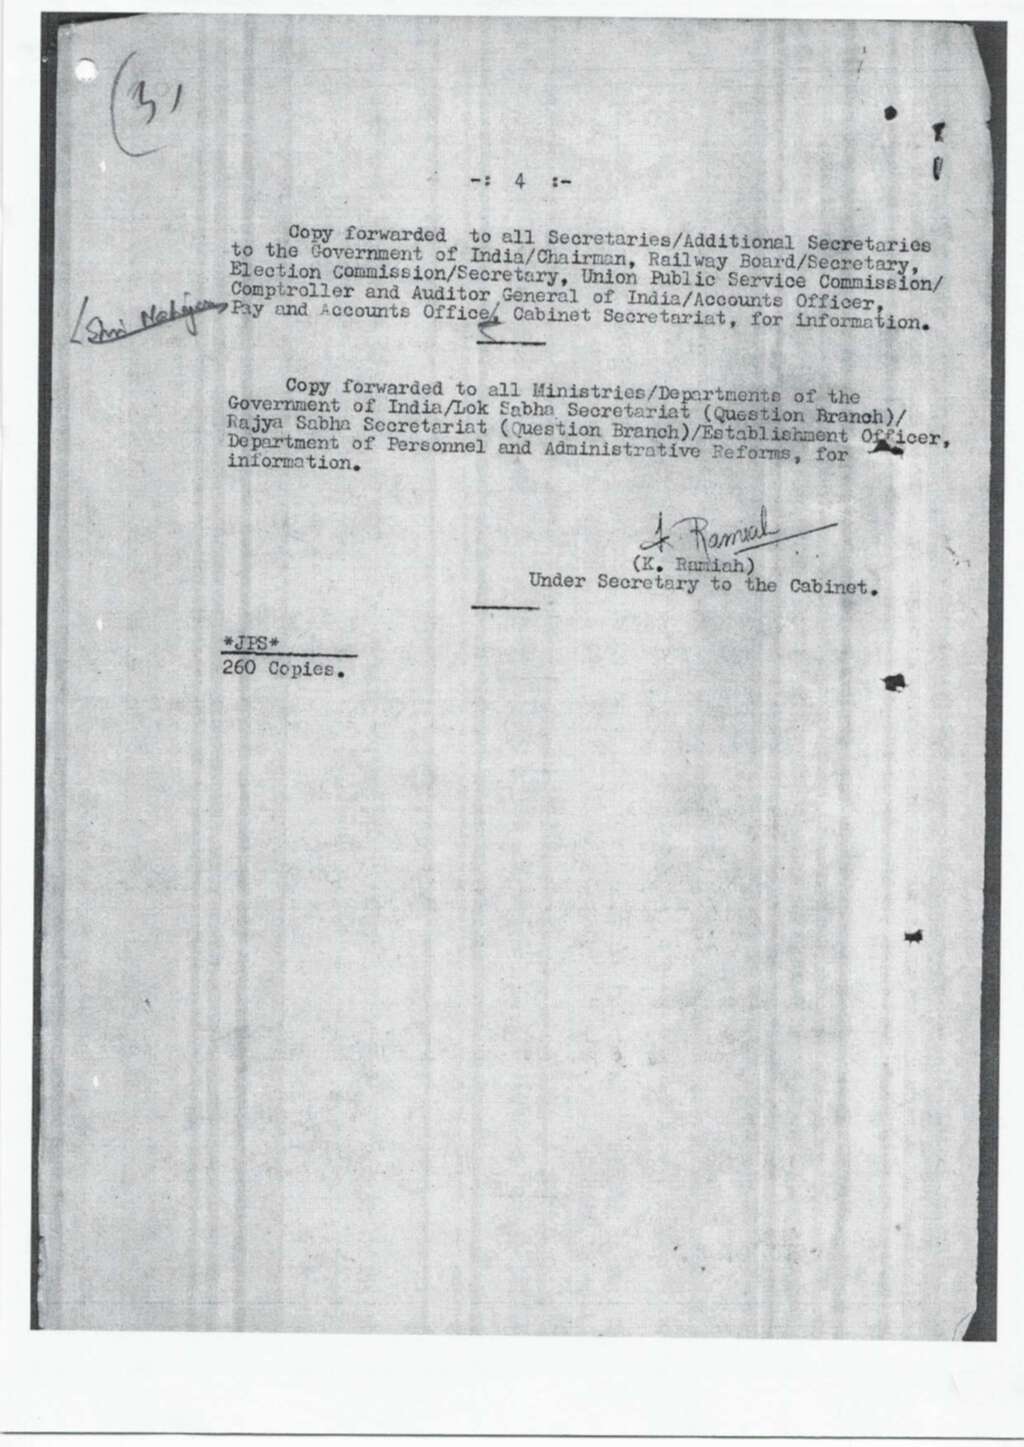 31
-: 4 :-
Copy forwarded to all Secretaries/Additional Secretaries
to the Government of India/Chairman, Railway Board/Secretary,
Election Commission/Secretary, Union Public Service Commission/
Comptroller and Auditor General of India/Accounts Officer,
Shri
Pay and Accounts Office, Cabinet Secretariat, for information.
Copy forwarded to all Ministries/Departments of the
Government of India/Lok Sabha Secretariat (Question Branch)/
Rajya Sabha Secretariat (Question Branch)/Establishment Officer,
Department of Personnel and Administrative Reforms, for
information.
K. Ramiah
(K. Ramiah)
Under Secretary to the Cabinet.
*JPS*
260 Copies.